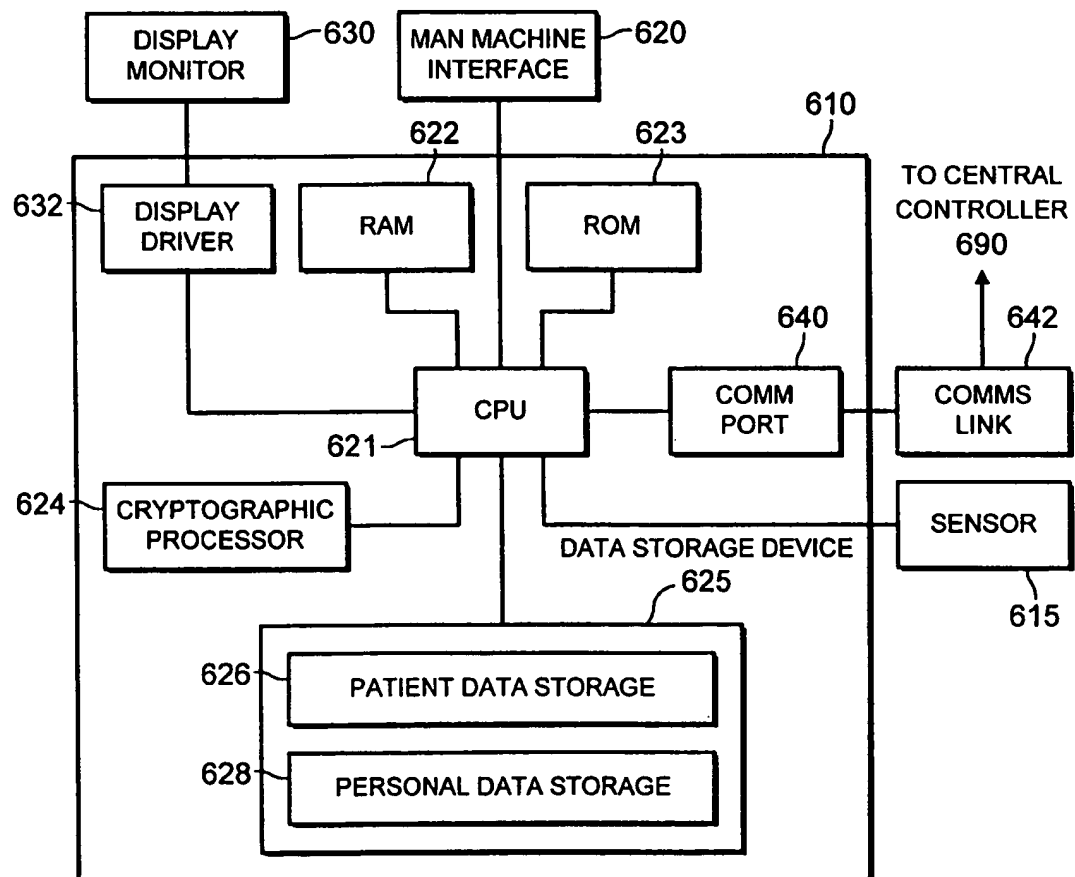 DISPLAY
MONITOR
630
MAN MACHINE
INTERFACE
620
610
622
623
632
DISPLAY
DRIVER
RAM
ROM
TO CENTRAL
CONTROLLER
690
640
642
CPU
621
COMM
PORT
COMMS
LINK
624
CRYPTOGRAPHIC
PROCESSOR
SENSOR
615
DATA STORAGE DEVICE
625
626
PATIENT DATA STORAGE
628
PERSONAL DATA STORAGE